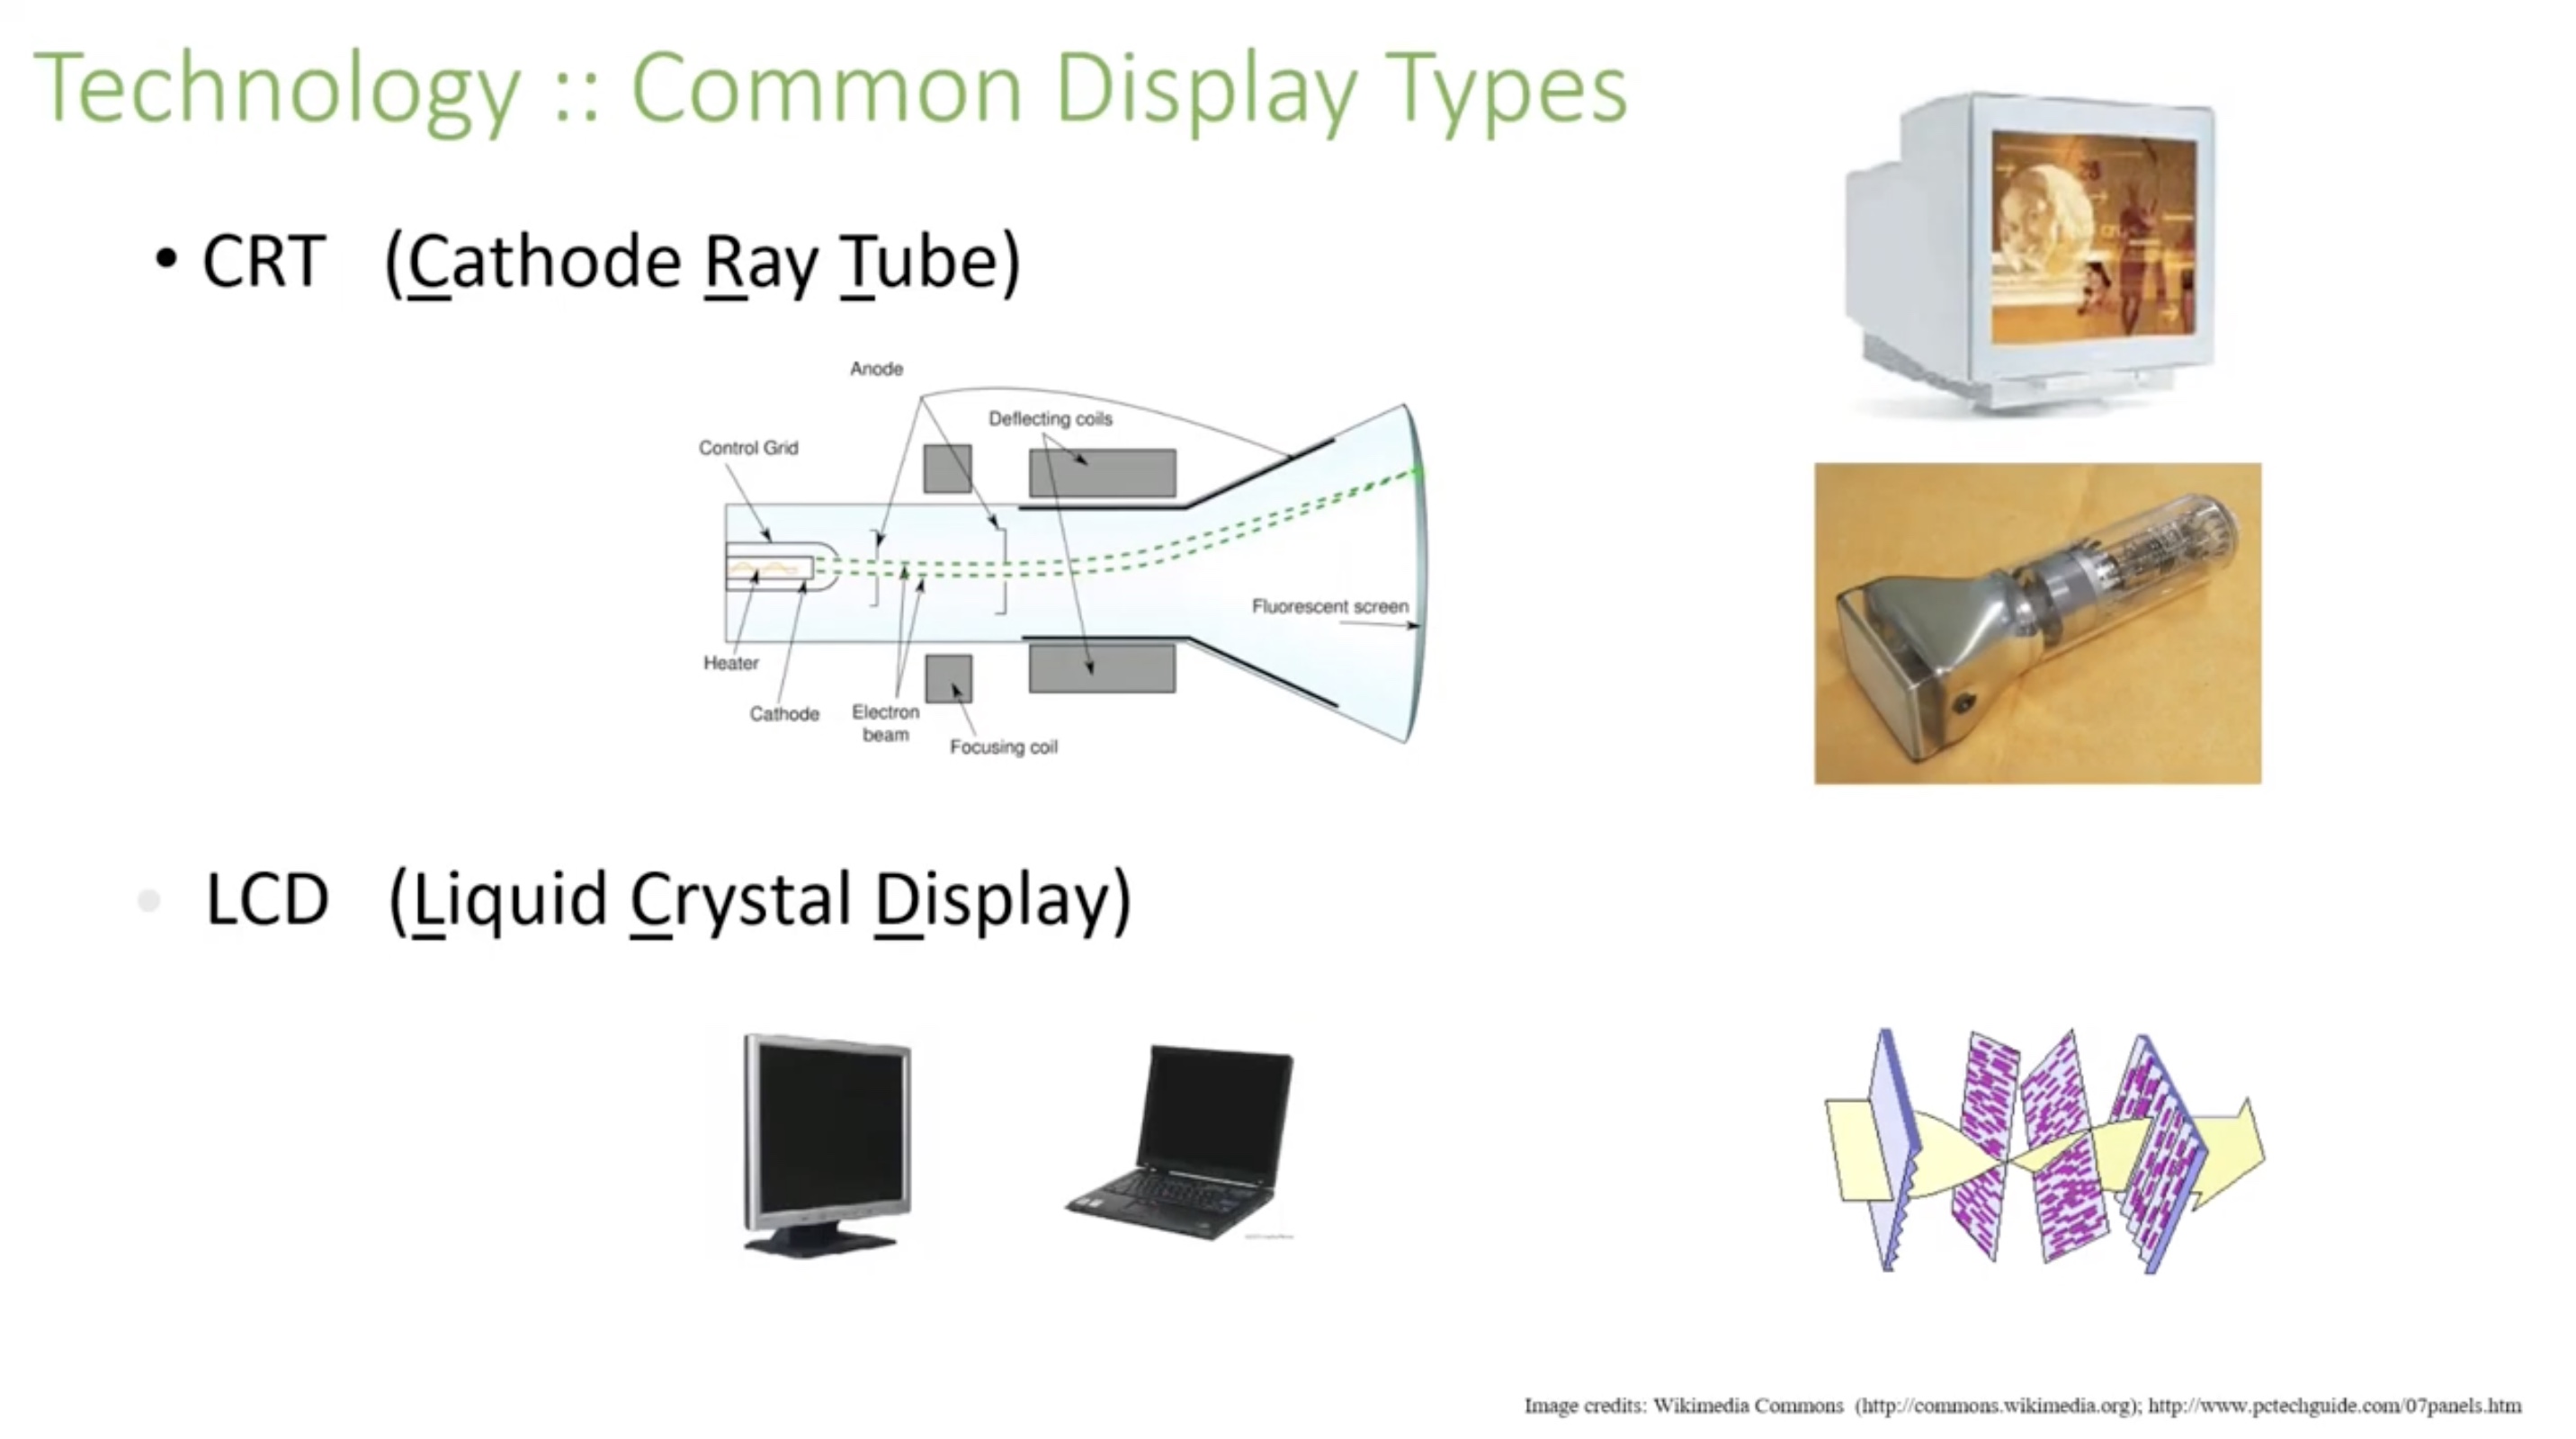 Technology :: Common Display Types
• CRT (Cathode Ray Tube)
Anode
Deflecting coils
Control Grid
Fluorescent screen
Heater
Cathode
Electron
beam
Focusing coil
• LCD (Liquid Crystal Display)
Image credits: Wikimedia Commons (http://commons.wikimedia.org); http://www.pctechguide.com/07panels.htm